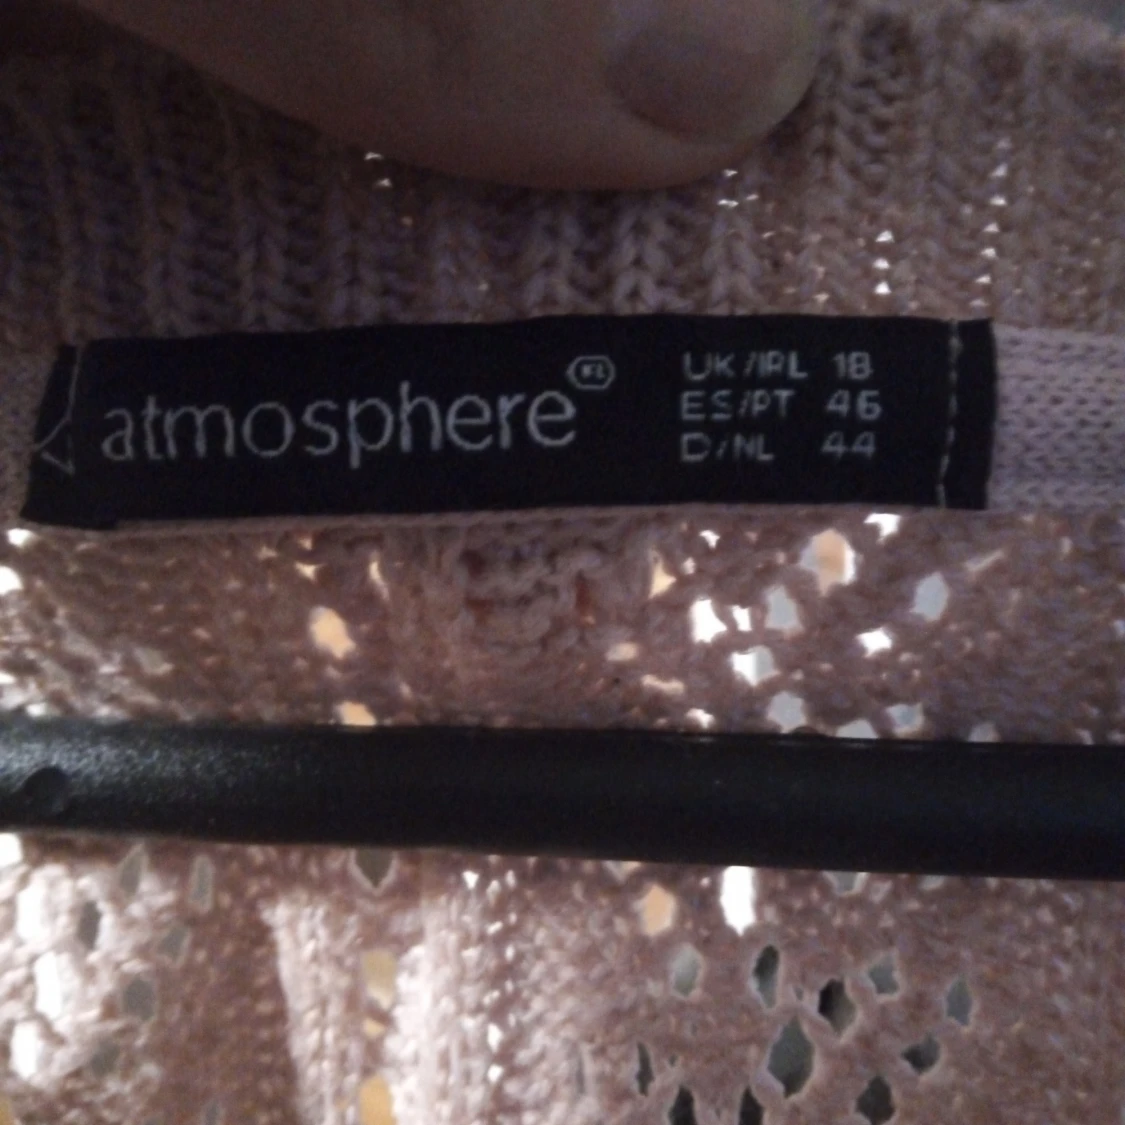 atmosphere
UK/IRL 18
ES/PT 46
D/NL 44